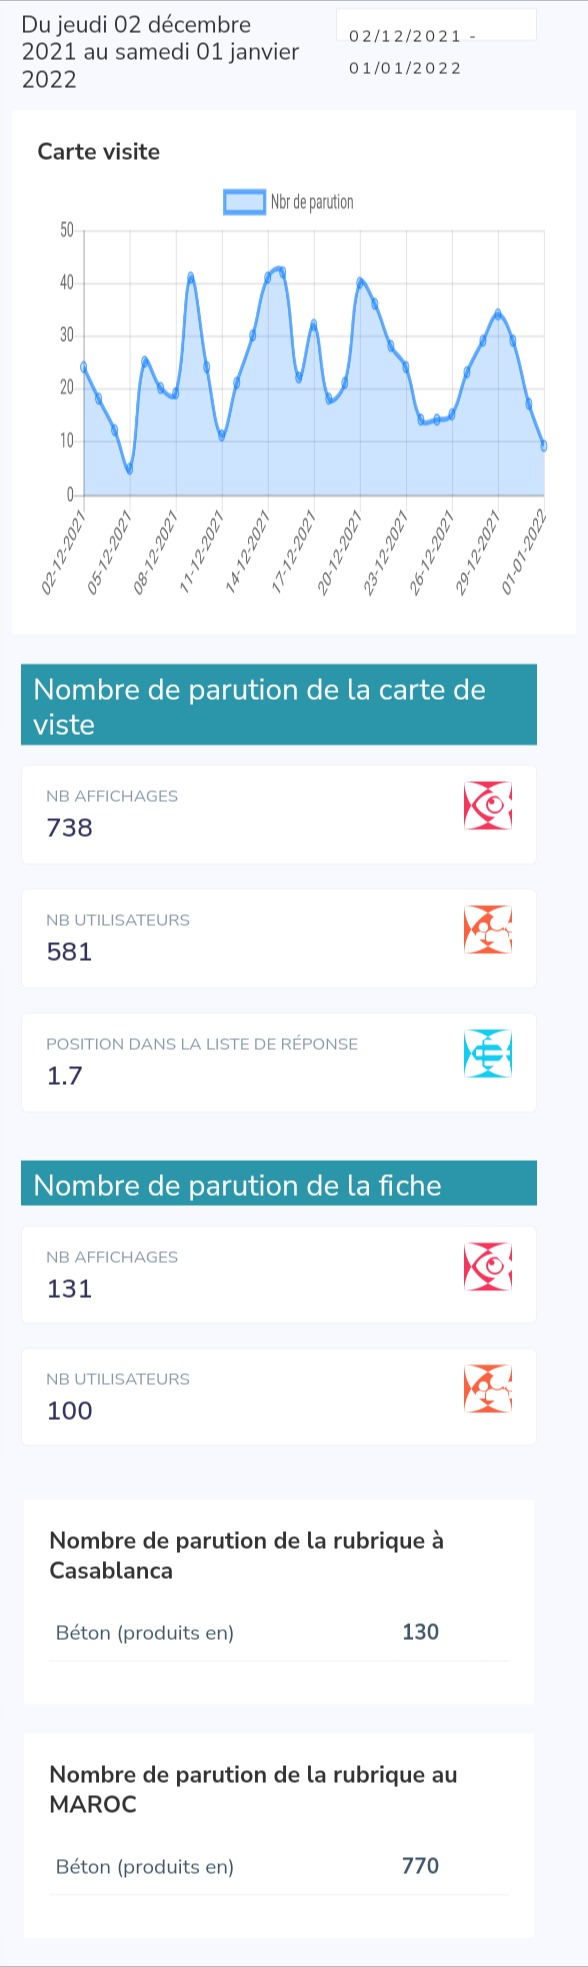 Du jeudi 02 décembre
2021 au samedi 01 janvier
2022
02/12/2021 -
01/01/2022
Carte visite
Nbr de parution
50
40
30
20
10
0
02-12-2021
05-12-2021
08-12-2021
11-12-2021
14-12-2021
17-12-2021
20-12-2021
23-12-2021
26-12-2021
29-12-2021
01-01-2022
Nombre de parution de la carte de
viste
NB AFFICHAGES
738
NB UTILISATEURS
581
POSITION DANS LA LISTE DE RÉPONSE
1.7
Nombre de parution de la fiche
NB AFFICHAGES
131
NB UTILISATEURS
100
Nombre de parution de la rubrique à
Casablanca
Béton (produits en) 130
Nombre de parution de la rubrique au
MAROC
Béton (produits en) 770